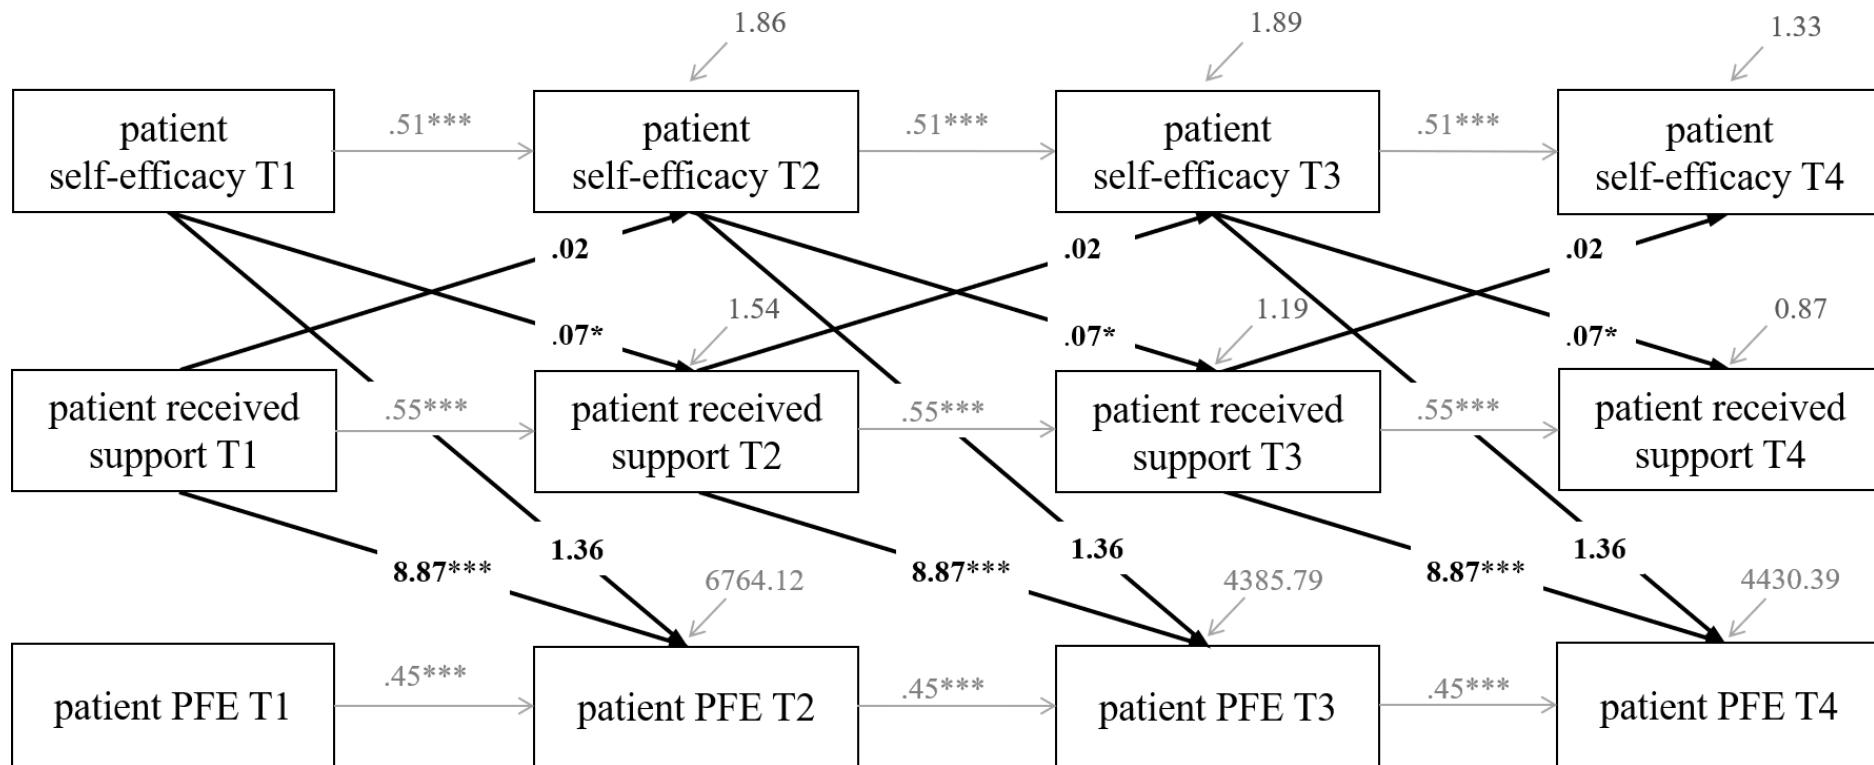 1.86
1.89
1.33
patient
self-efficacy T1
.51***
patient
self-efficacy T2
.51***
patient
self-efficacy T3
.51***
patient
self-efficacy T4
.02
.02
.02
.07*
1.54
.07*
1.19
.07*
0.87
patient received
support T1
.55***
patient received
support T2
.55***
patient received
support T3
.55***
patient received
support T4
8.87***
1.36
6764.12
8.87***
1.36
4385.79
8.87***
1.36
4430.39
patient PFE T1
.45***
patient PFE T2
.45***
patient PFE T3
.45***
patient PFE T4